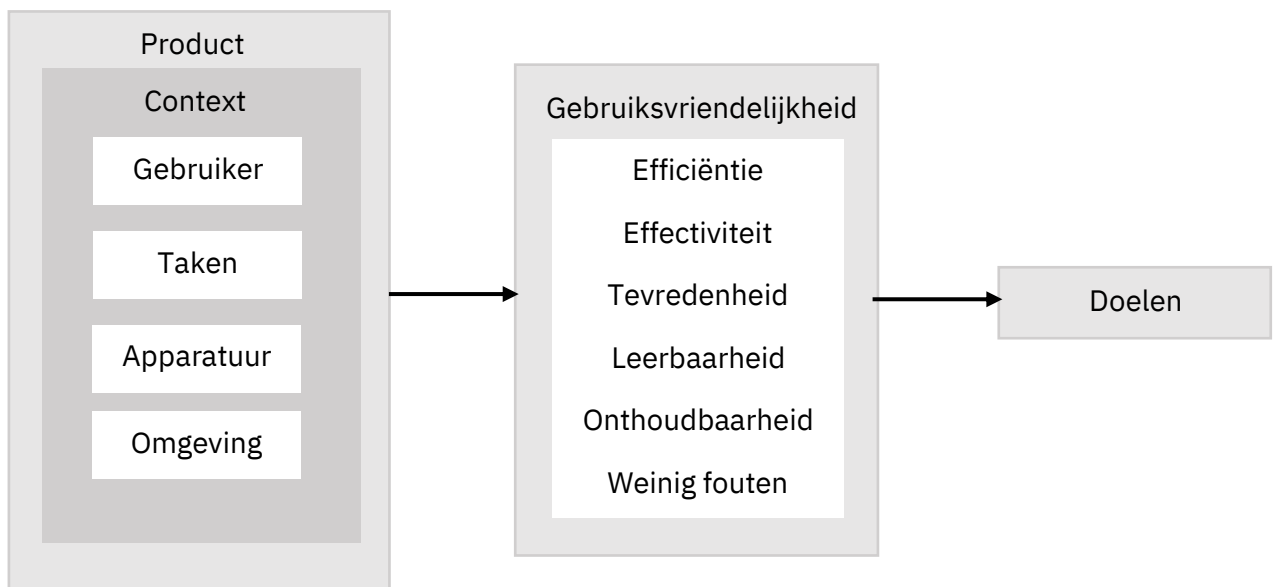 Product
Context
Gebruiker
Taken
Apparatuur
Omgeving
Gebruiksvriendelijkheid
Efficiëntie
Effectiviteit
Tevredenheid
Leerbaarheid
Onthoudbaarheid
Weinig fouten
Doelen